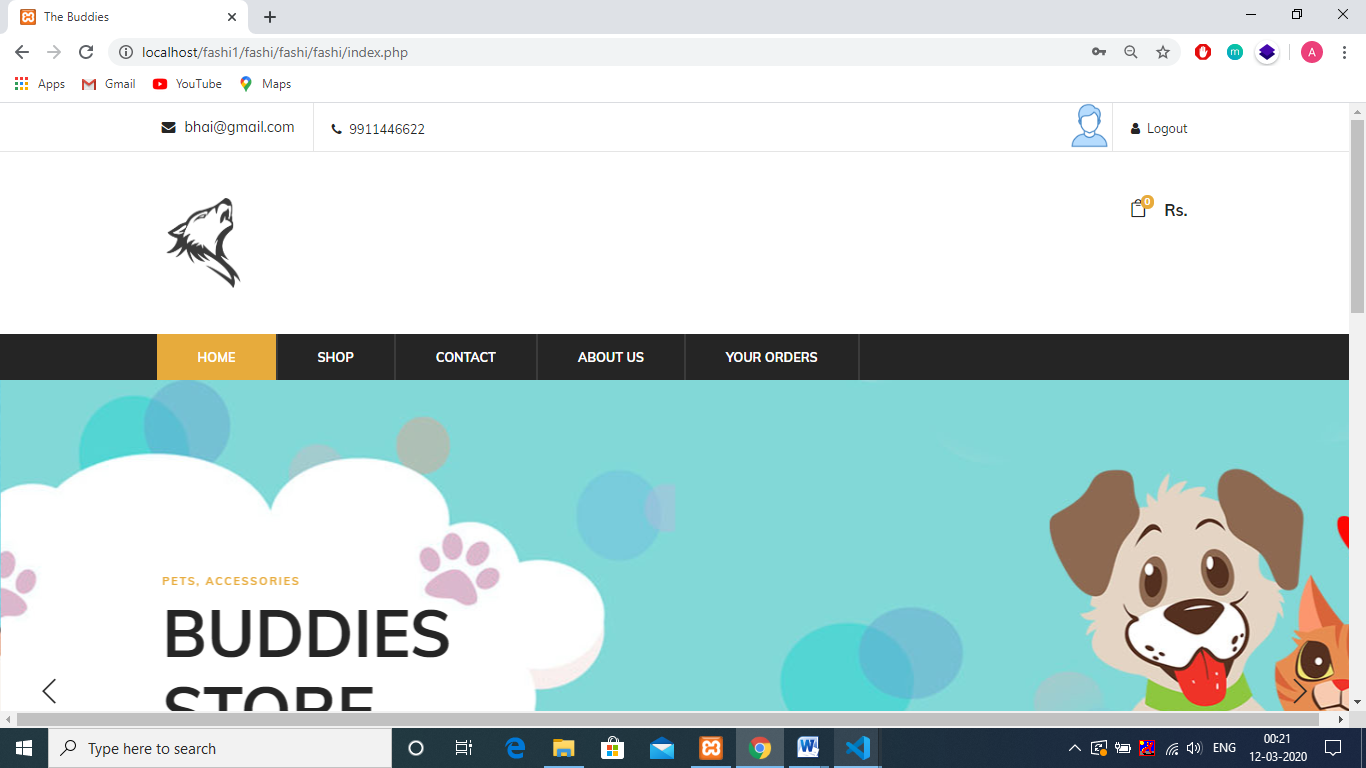 The Buddies
localhost/fashi1/fashi/fashi/fashi/index.php
m
A
Apps Gmail YouTube Maps
bhai@gmail.com 9911446622 Logout
0 Rs.
HOME SHOP CONTACT ABOUT US YOUR ORDERS
PETS, ACCESSORIES
BUDDIES
STORE
Type here to search
ENG
00:21
12-03-2020